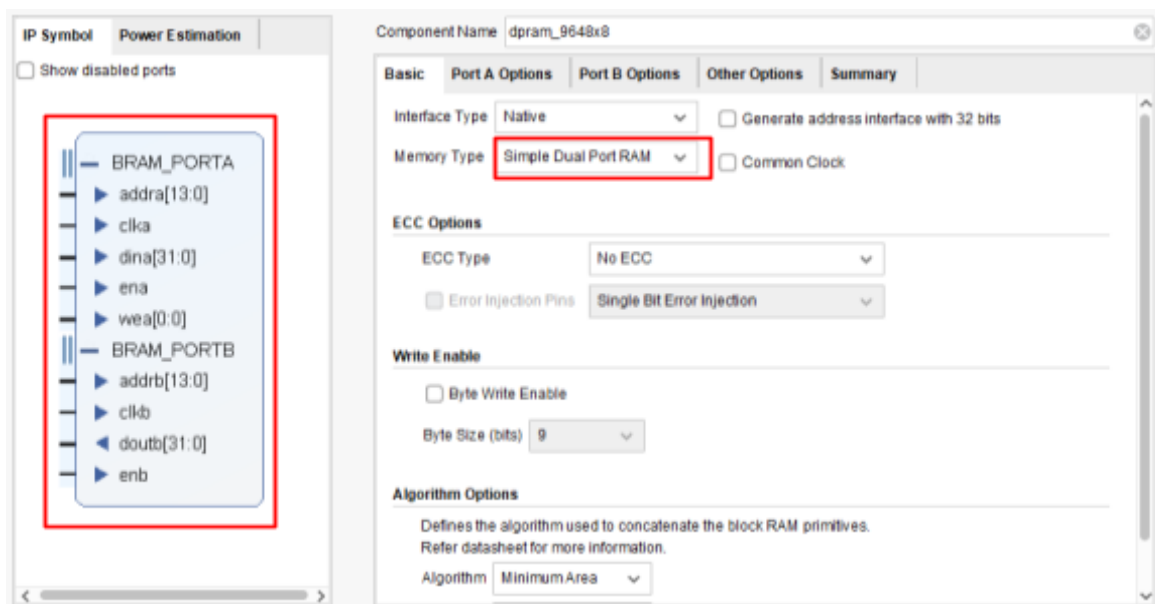 IP Symbol Power Estimation
Show disabled ports
BRAM_PORTA
addra[13:0]
clka
dina[31:0]
ena
wea[0:0]
BRAM_PORTB
addrb[13:0]
clkb
doutb[31:0]
enb
Component Name dpram_9648x8
Basic Port A Options Port B Options Other Options Summary
Interface Type Native Generate address interface with 32 bits
Memory Type Simple Dual Port RAM Common Clock
ECC Options
ECC Type No ECC
Error Injection Pins Single Bit Error Injection
Write Enable
Byte Write Enable
Byte Size (bits) 9
Algorithm Options
Defines the algorithm used to concatenate the block RAM primitives.
Refer datasheet for more information.
Algorithm Minimum Area